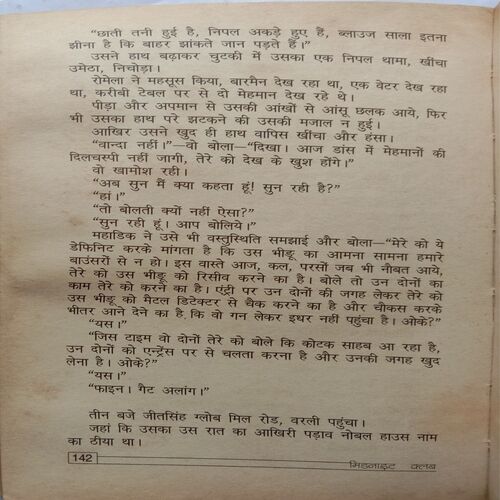 “छाती तनी हुई है, निपल अकड़े हुए हैं, ब्लाउज साला इतना
झीना है कि बाहर झांकते जान पड़ते हैं।”
उसने हाथ बढ़ाकर चुटकी में उसका एक निपल थामा, खींचा
उमेठा, निचोड़ा।
रोमेला ने महसूस किया, बारमैन देख रहा था, एक वेटर देख रहा
था, करीबी टेबल पर से दो मेहमान देख रहे थे।
पीड़ा और अपमान से उसकी आंखों से आंसू छलक आये, फिर
भी उसका हाथ परे झटकने की उसकी मजाल न हुई।
आखिर उसने खुद ही हाथ वापिस खींचा और हंसा।
“वान्दा नहीं।”—वो बोला—“दिखा। आज डांस में मेहमानों की
दिलचस्पी नहीं जागी, तेरे को देख के खुश होंगे।”
वो खामोश रही।
“अब सुन मैं क्या कहता हूं! सुन रही है?”
“हां।”
“तो बोलती क्यों नहीं ऐसा?”
“सुन रही हूं। आप बोलिये।”
महाडिक ने उसे भी वस्तुस्थिति समझाई और बोला—“मेरे को ये
डेफिनिट करके मांगता है कि उस भीडू का आमना सामना हमारे
बाउंसरों से न हो। इस वास्ते आज, कल, परसों जब भी नौबत आये,
तेरे को उस भीडू को रिसीव करने का है। बोले तो उन दोनों का
काम तेरे को करने का है। एंट्री पर उन दोनों की जगह लेकर तेरे को
उस भीडू को मैटल डिटेक्टर से चैक करने का है और चौकस करके
भीतर आने देने का है, कि वो गन लेकर इधर नहीं पहुंचा है। ओके?”
“यस।”
“जिस टाइम वो दोनों तेरे को बोले कि कोटक साहब आ रहा है,
उन दोनों को एन्ट्रेंस पर से चलता करना है और उनकी जगह खुद
लेना है। ओके?”
“यस।”
“फाइन। गैट अलांग।”
तीन बजे जीतसिंह ग्लोब मिल रोड, वरली पहुंचा।
जहां कि उसका उस रात का आखिरी पड़ाव नोबल हाउस नाम
का ठीया था।
142
मिडनाइट क्लब